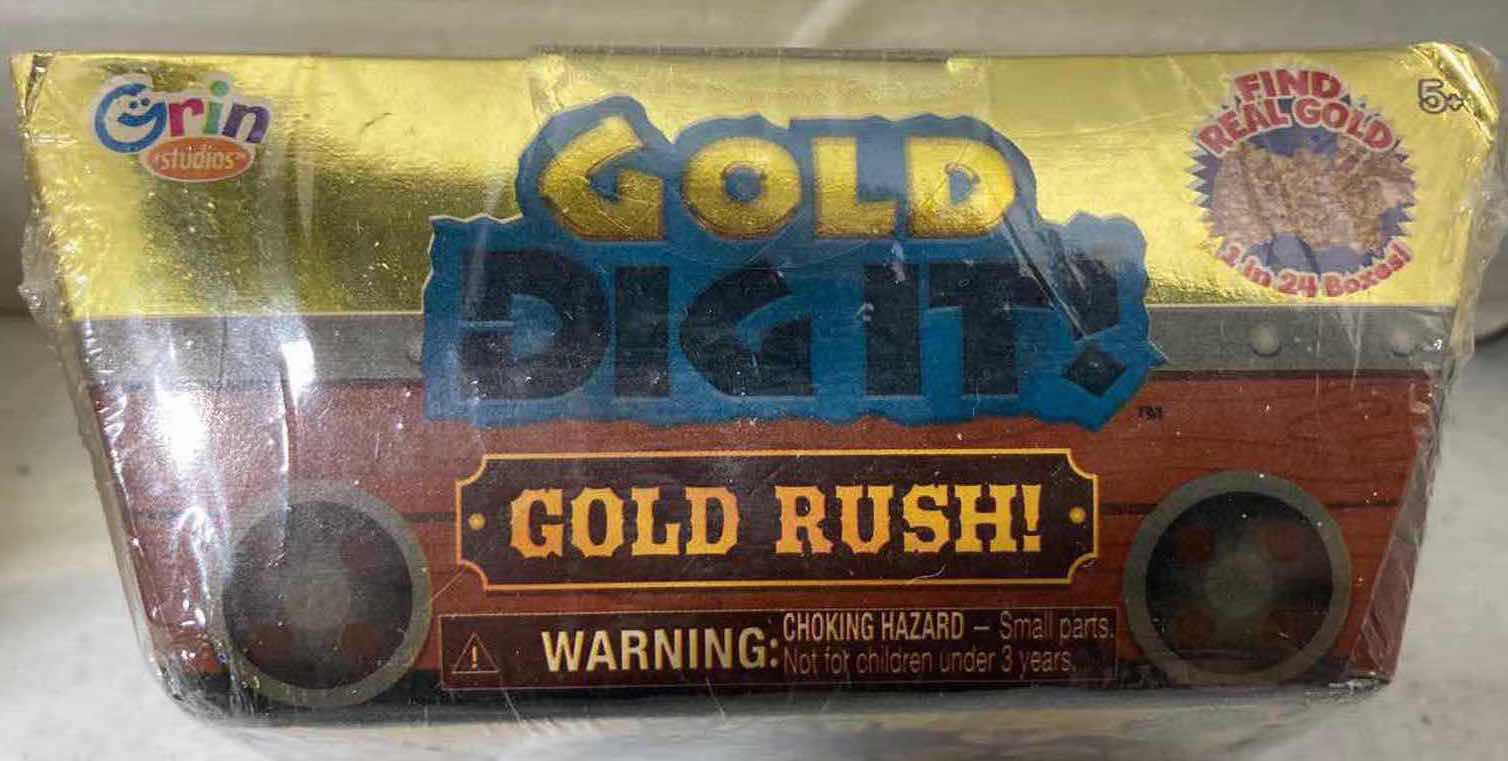 Grin
studios
GOLD
DIG IT!
TM
FIND
REAL GOLD
in 24 Boxes!
5+
GOLD RUSH!
WARNING: CHOKING HAZARD – Small parts.
Not for children under 3 years.